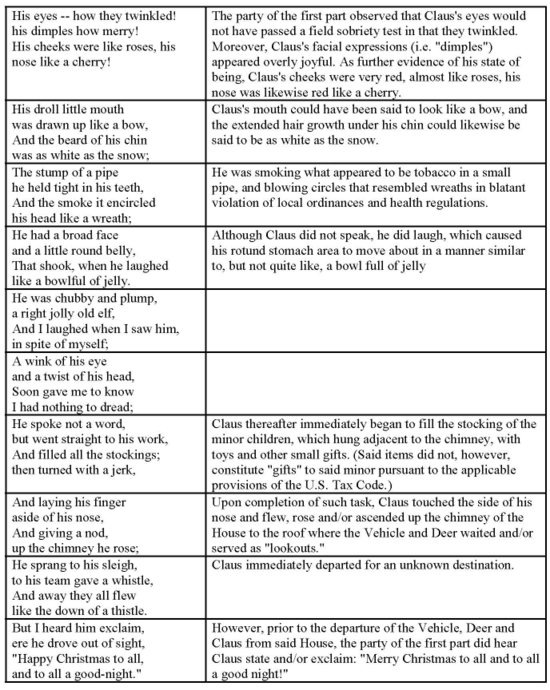 His eyes -- how they twinkled!
his dimples how merry!
His cheeks were like roses, his
nose like a cherry!
The party of the first part observed that Claus's eyes would
not have passed a field sobriety test in that they twinkled.
Moreover, Claus's facial expressions (i.e. "dimples")
appeared overly joyful. As further evidence of his state of
being, Claus's cheeks were very red, almost like roses, his
nose was likewise red like a cherry.
His droll little mouth
was drawn up like a bow,
And the beard of his chin
was as white as the snow;
Claus's mouth could have been said to look like a bow, and
the extended hair growth under his chin could likewise be
said to be as white as the snow.
The stump of a pipe
he held tight in his teeth,
And the smoke it encircled
his head like a wreath;
He was smoking what appeared to be tobacco in a small
pipe, and blowing circles that resembled wreaths in blatant
violation of local ordinances and health regulations.
He had a broad face
and a little round belly,
That shook, when he laughed
like a bowlful of jelly.
Although Claus did not speak, he did laugh, which caused
his rotund stomach area to move about in a manner similar
to, but not quite like, a bowl full of jelly
He was chubby and plump,
a right jolly old elf,
And I laughed when I saw him,
in spite of myself;
A wink of his eye
and a twist of his head,
Soon gave me to know
I had nothing to dread;
He spoke not a word,
but went straight to his work,
And filled all the stockings;
then turned with a jerk,
Claus thereafter immediately began to fill the stocking of the
minor children, which hung adjacent to the chimney, with
toys and other small gifts. (Said items did not, however,
constitute "gifts" to said minor pursuant to the applicable
provisions of the U.S. Tax Code.)
And laying his finger
aside of his nose,
And giving a nod,
up the chimney he rose;
Upon completion of such task, Claus touched the side of his
nose and flew, rose and/or ascended up the chimney of the
House to the roof where the Vehicle and Deer waited and/or
served as "lookouts."
He sprang to his sleigh,
to his team gave a whistle,
And away they all flew
like the down of a thistle.
Claus immediately departed for an unknown destination.
But I heard him exclaim,
ere he drove out of sight,
"Happy Christmas to all,
and to all a good-night."
However, prior to the departure of the Vehicle, Deer and
Claus from said House, the party of the first part did hear
Claus state and/or exclaim: "Merry Christmas to all and to all
a good night!"